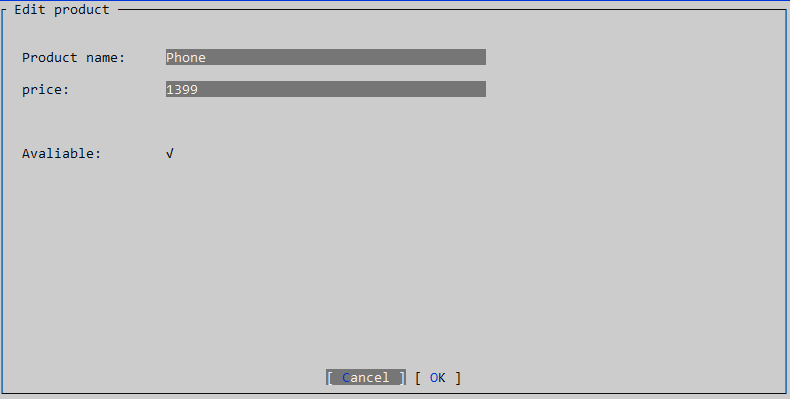 Edit product
Product name: Phone
price: 1399
Avaliable: √
[ Cancel ] [ OK ]